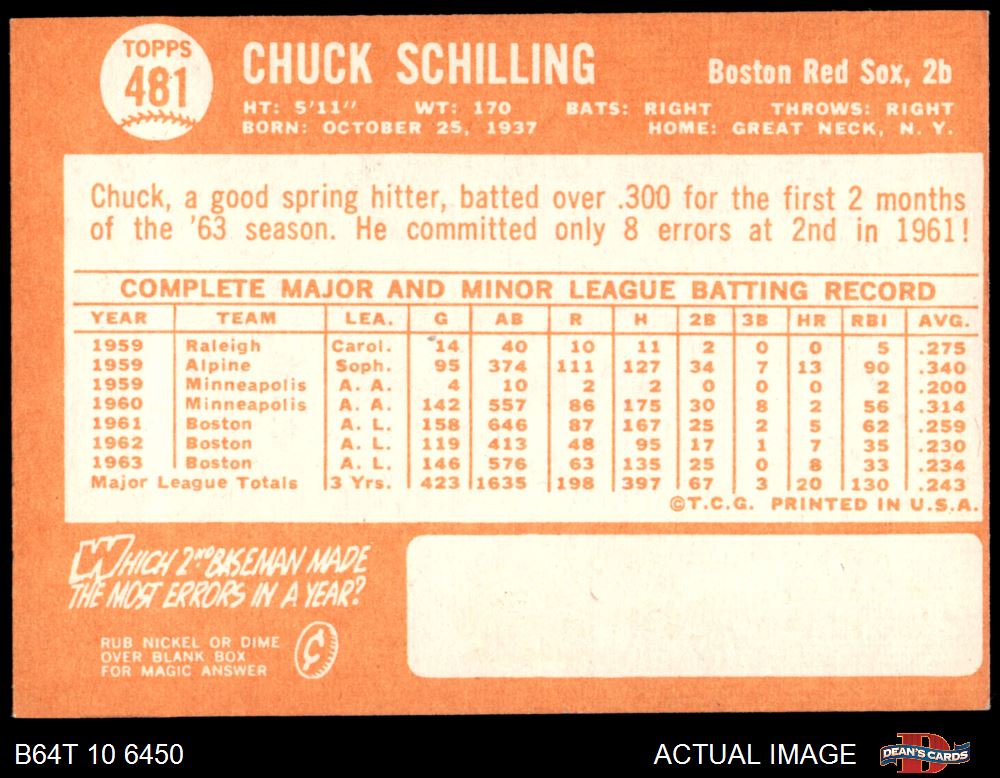 TOPPS
481
CHUCK SCHILLING
Boston Red Sox, 2b
HT: 5'11" WT: 170 BATS: RIGHT THROWS: RIGHT
BORN: OCTOBER 25, 1937 HOME: GREAT NECK, N. Y.
Chuck, a good spring hitter, batted over .300 for the first 2 months
of the '63 season. He committed only 8 errors at 2nd in 1961!
COMPLETE MAJOR AND MINOR LEAGUE BATTING RECORD
YEAR TEAM LEA. G AB R H 2B 3B HR RBI AVG.
1959 Raleigh Carol. 14 40 10 11 2 0 0 5 .275
1959 Alpine Soph. 95 374 111 127 34 7 13 90 .340
1959 Minneapolis A. A. 4 10 2 2 0 0 0 2 .200
1960 Minneapolis A. A. 142 557 86 175 30 8 2 56 .314
1961 Boston A. L. 158 646 87 167 25 2 5 62 .259
1962 Boston A. L. 119 413 48 95 17 1 7 35 .230
1963 Boston A. L. 146 576 63 135 25 0 8 33 .234
Major League Totals 3 Yrs. 423 1635 198 397 67 3 20 130 .243
©T.C.G. PRINTED IN U.S.A.
WHICH 2ND BASEMAN MADE
THE MOST ERRORS IN A YEAR?
RUB NICKEL OR DIME
OVER BLANK BOX
FOR MAGIC ANSWER
¢
B64T 10 6450
ACTUAL IMAGE
D
DEAN'S CARDS